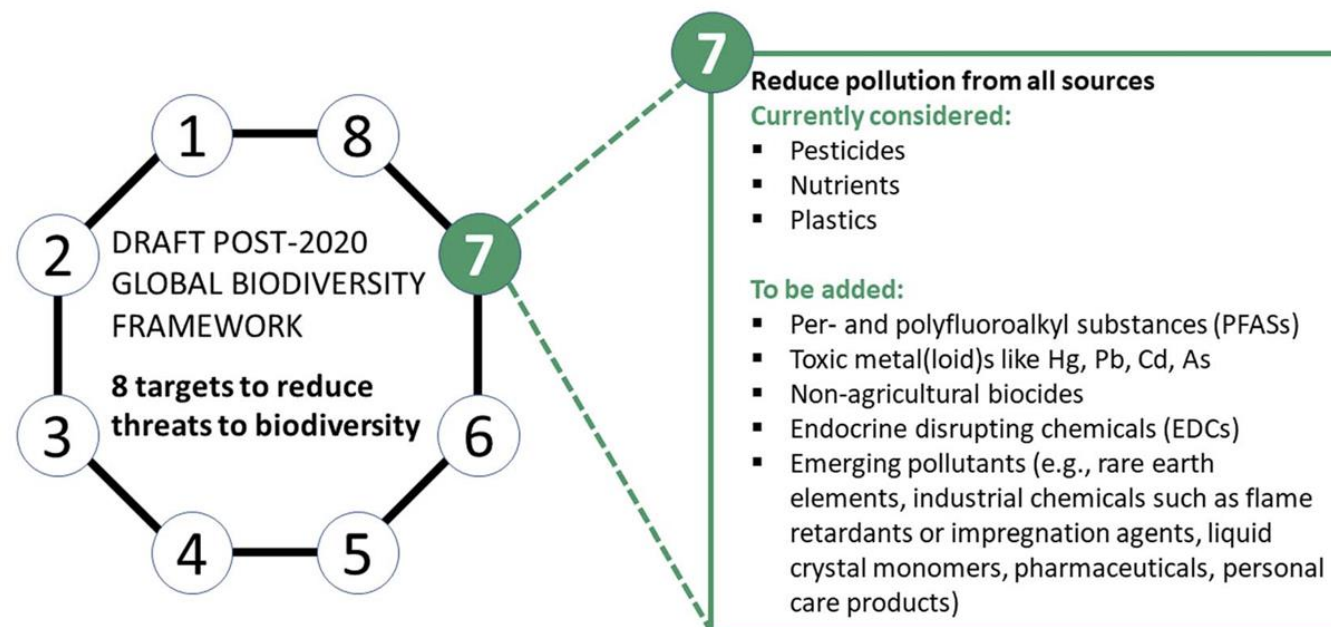 1
8
2
7
3
6
4
5
DRAFT POST-2020
GLOBAL BIODIVERSITY
FRAMEWORK
8 targets to reduce
threats to biodiversity
7
Reduce pollution from all sources
Currently considered:
▪ Pesticides
▪ Nutrients
▪ Plastics
To be added:
▪ Per- and polyfluoroalkyl substances (PFASs)
▪ Toxic metal(loid)s like Hg, Pb, Cd, As
▪ Non-agricultural biocides
▪ Endocrine disrupting chemicals (EDCs)
▪ Emerging pollutants (e.g., rare earth
elements, industrial chemicals such as flame
retardants or impregnation agents, liquid
crystal monomers, pharmaceuticals, personal
care products)